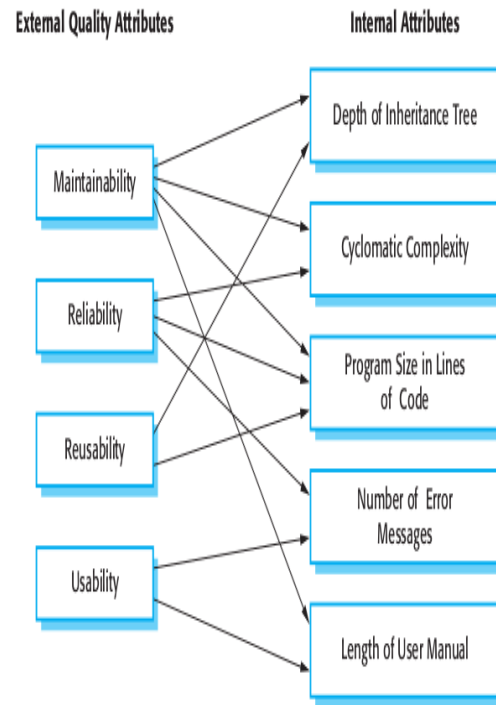 External Quality Attributes
Internal Attributes
Maintainability
Reliability
Reusability
Usability
Depth of Inheritance Tree
Cyclomatic Complexity
Program Size in Lines
of Code
Number of Error
Messages
Length of User Manual